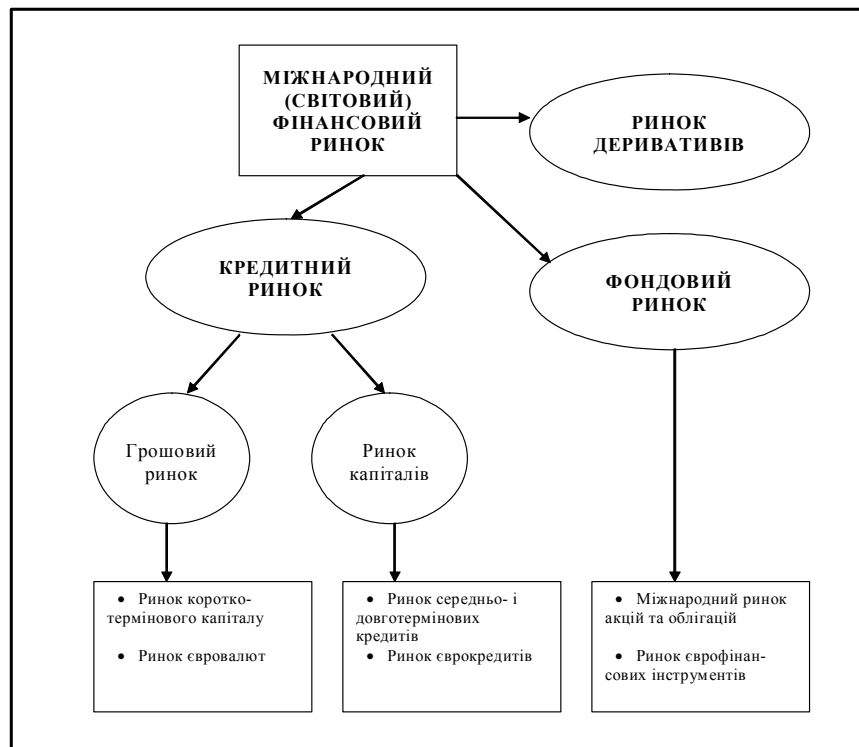 МІЖНАРОДНИЙ
(СВІТОВИЙ)
ФІНАНСОВИЙ
РИНОК
РИНОК
ДЕРИВАТИВІВ
КРЕДИТНИЙ
РИНОК
ФОНДОВИЙ
РИНОК
Грошовий
ринок
Ринок
капіталів
• Ринок коротко-
термінового капіталу
• Ринок євровалют
• Ринок середньо- і
довготермінових
кредитів
• Ринок єврокредитів
• Міжнародний ринок
акцій та облігацій
• Ринок єврофінан-
сових інструментів